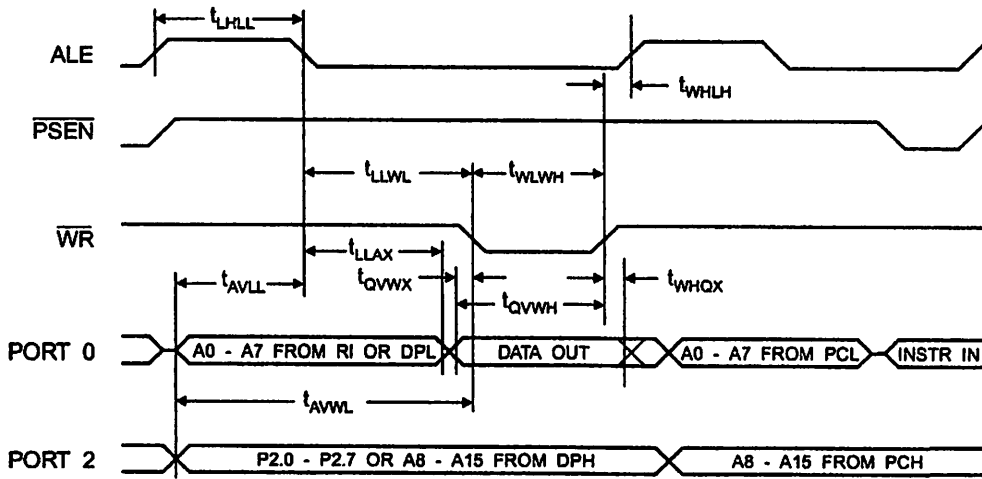 tLHLL
ALE
tWHLH
PSEN
tLLWL
tWLWH
WR
tLLAX
tQVWX
tWHQX
tAVLL
tQVWH
PORT 0
A0 - A7 FROM RI OR DPL
DATA OUT
A0 - A7 FROM PCL
INSTR IN
tAVWL
PORT 2
P2.0 - P2.7 OR A8 - A15 FROM DPH
A8 - A15 FROM PCH